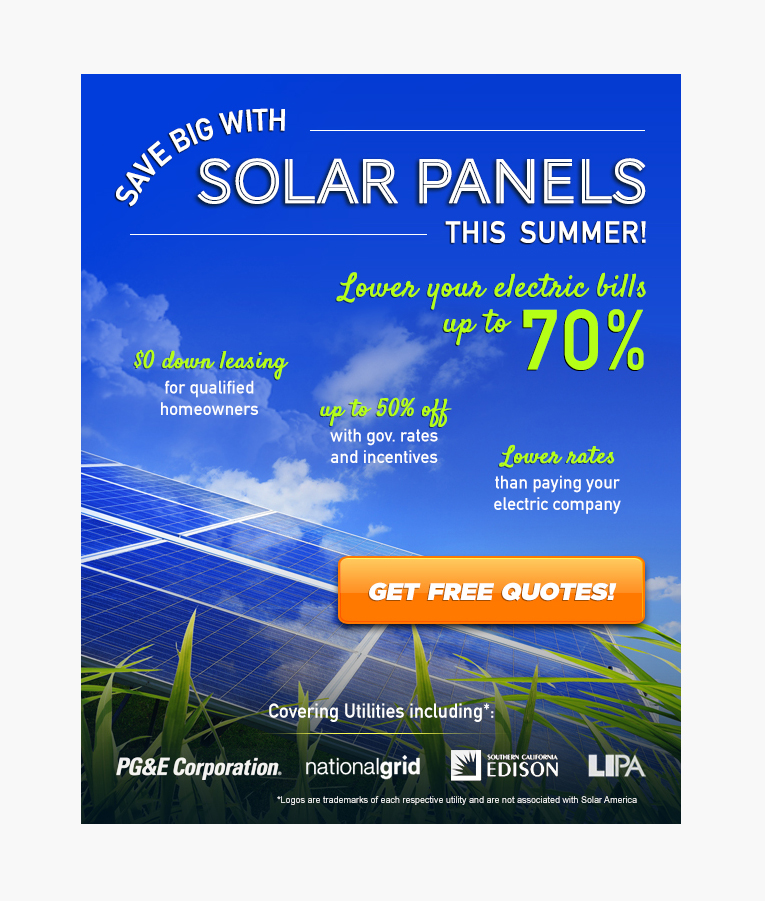 SAVE BIG WITH
SOLAR PANELS
THIS SUMMER!
Lower your electric bills
up to 70%
$0 down leasing
for qualified
homeowners
up to 50% off
with gov. rates
and incentives
Lower rates
than paying your
electric company
GET FREE QUOTES!
Covering Utilities including*:
PG&E Corporation®
nationalgrid
SOUTHERN CALIFORNIA
EDISON
LIPA
*Logos are trademarks of each respective utility and are not associated with Solar America